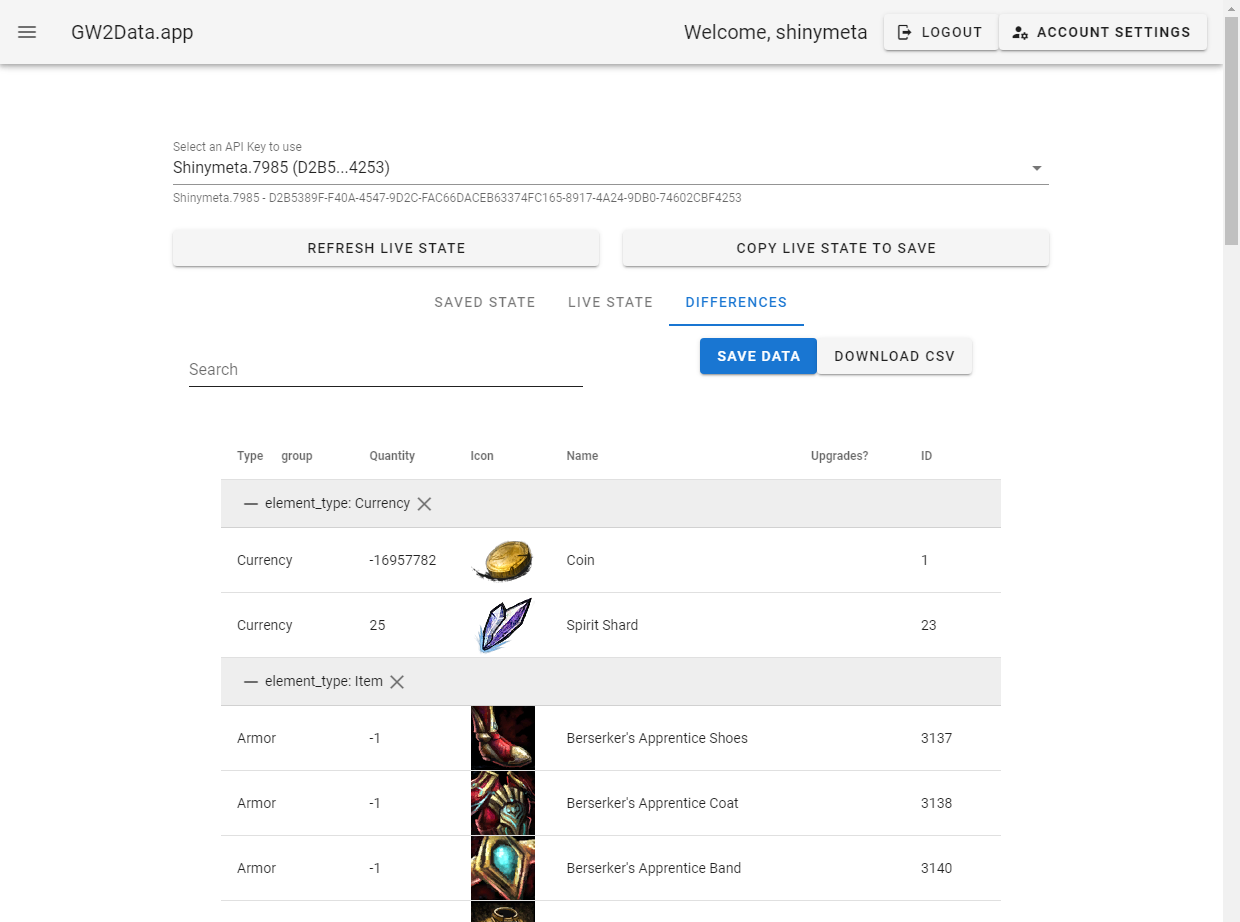 GW2Data.app
Welcome, shinymeta
LOGOUT
ACCOUNT SETTINGS
Select an API Key to use
Shinymeta.7985 (D2B5...4253)
Shinymeta.7985 - D2B5389F-F40A-4547-9D2C-FAC66DACEB63374FC165-8917-4A24-9DB0-74602CBF4253
REFRESH LIVE STATE
COPY LIVE STATE TO SAVE
SAVED STATE
LIVE STATE
DIFFERENCES
Search
SAVE DATA
DOWNLOAD CSV
Type group Quantity Icon Name Upgrades? ID
element_type: Currency
Currency -16957782 Coin 1
Currency 25 Spirit Shard 23
element_type: Item
Armor -1 Berserker's Apprentice Shoes 3137
Armor -1 Berserker's Apprentice Coat 3138
Armor -1 Berserker's Apprentice Band 3140